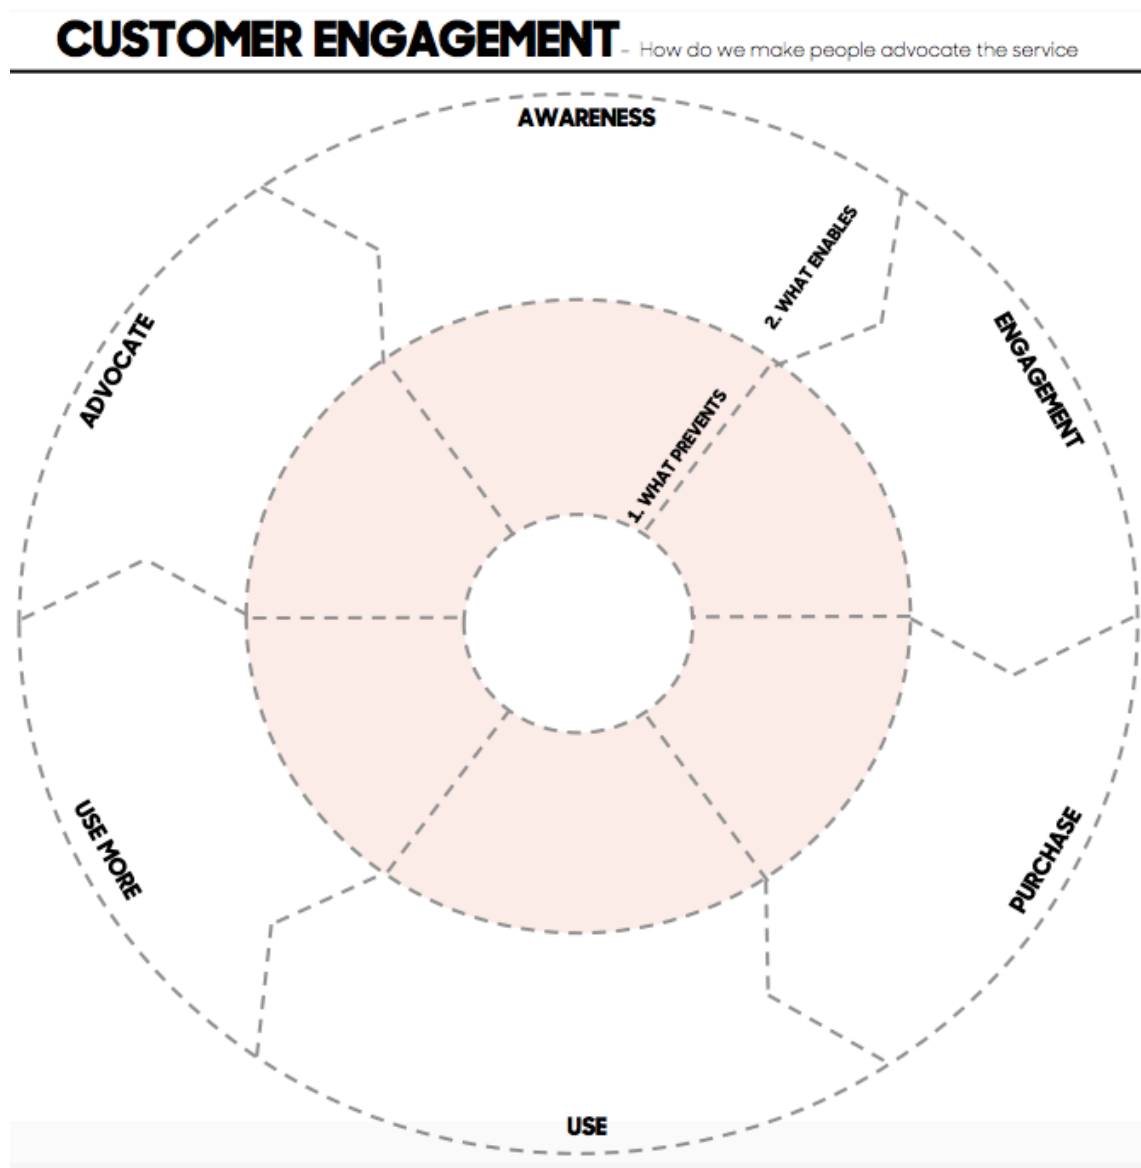 CUSTOMER ENGAGEMENT - How do we make people advocate the service
AWARENESS
2. WHAT ENABLES
1. WHAT PREVENTS
ENGAGEMENT
PURCHASE
USE
USE MORE
ADVOCATE